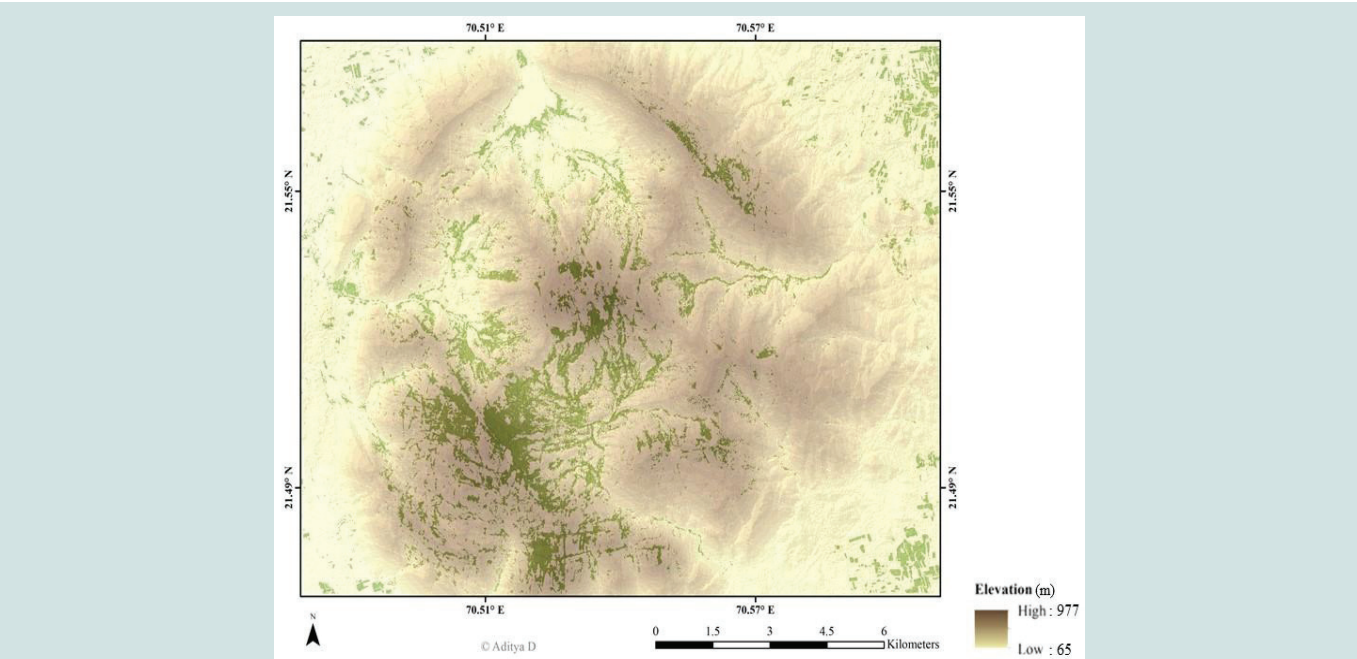 70.51° E
70.57° E
21.55° N
21.55° N
21.49° N
21.49° N
70.51° E
70.57° E
N
© Aditya D
0 1.5 3 4.5 6
Kilometers
Elevation (m)
High : 977
Low : 65